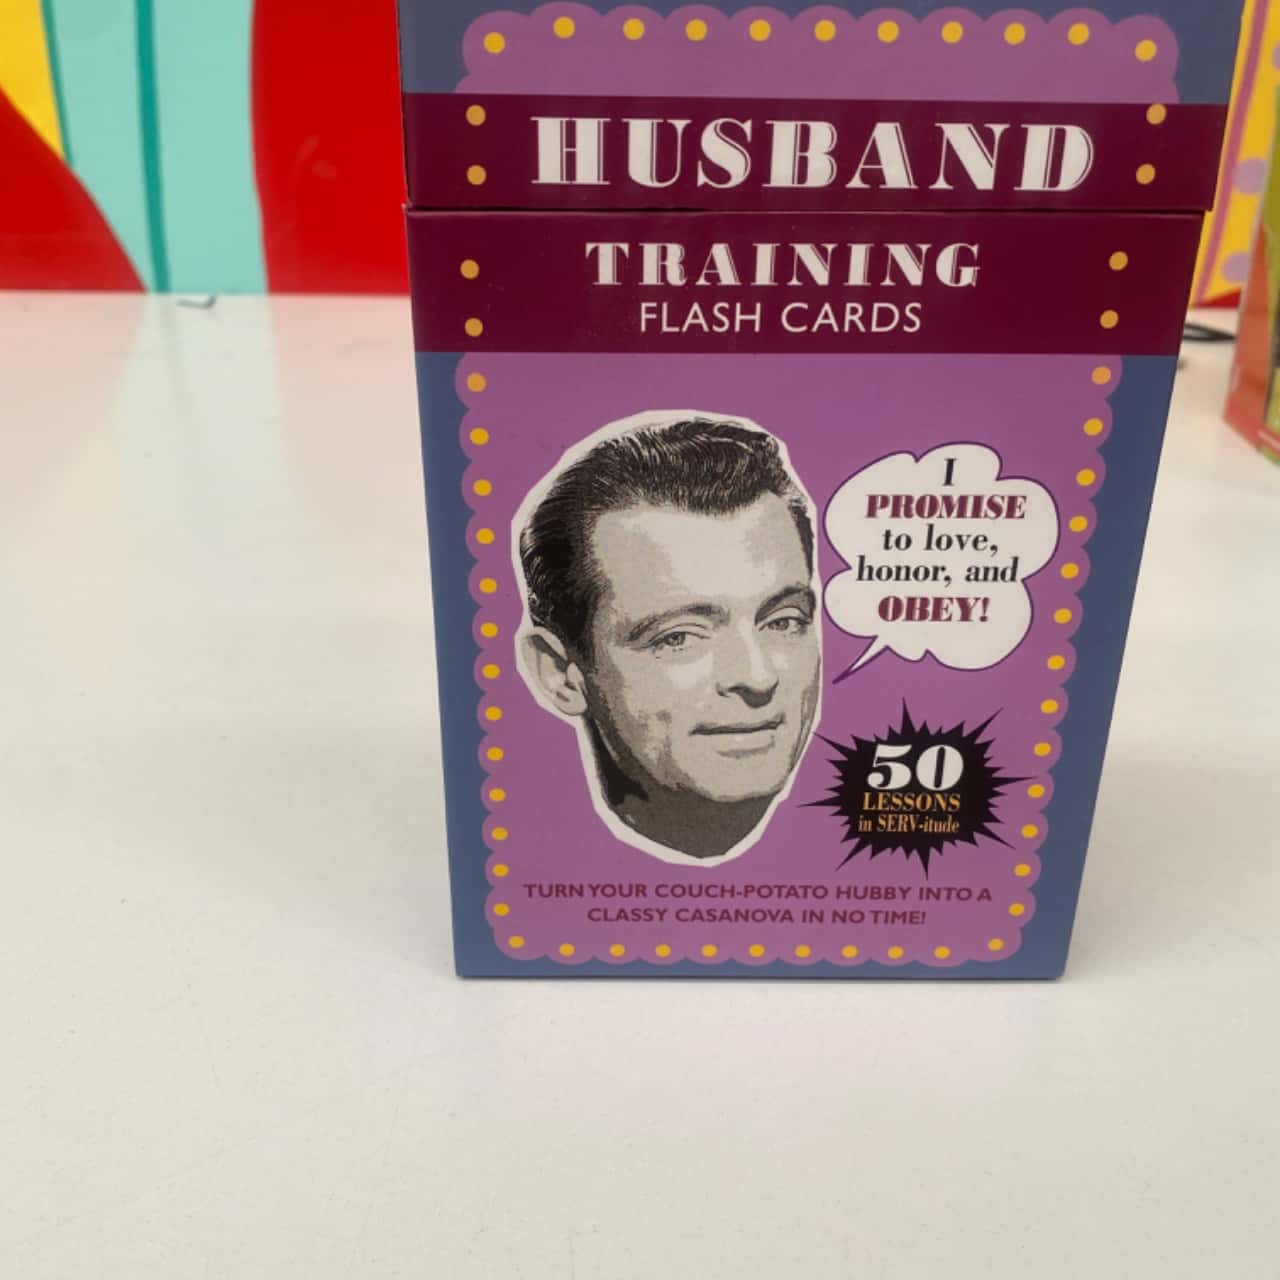 HUSBAND
TRAINING
FLASH CARDS
I
PROMISE
to love,
honor, and
OBEY!
50
LESSONS
in SERV-itude
TURN YOUR COUCH-POTATO HUBBY INTO A
CLASSY CASANOVA IN NO TIME!